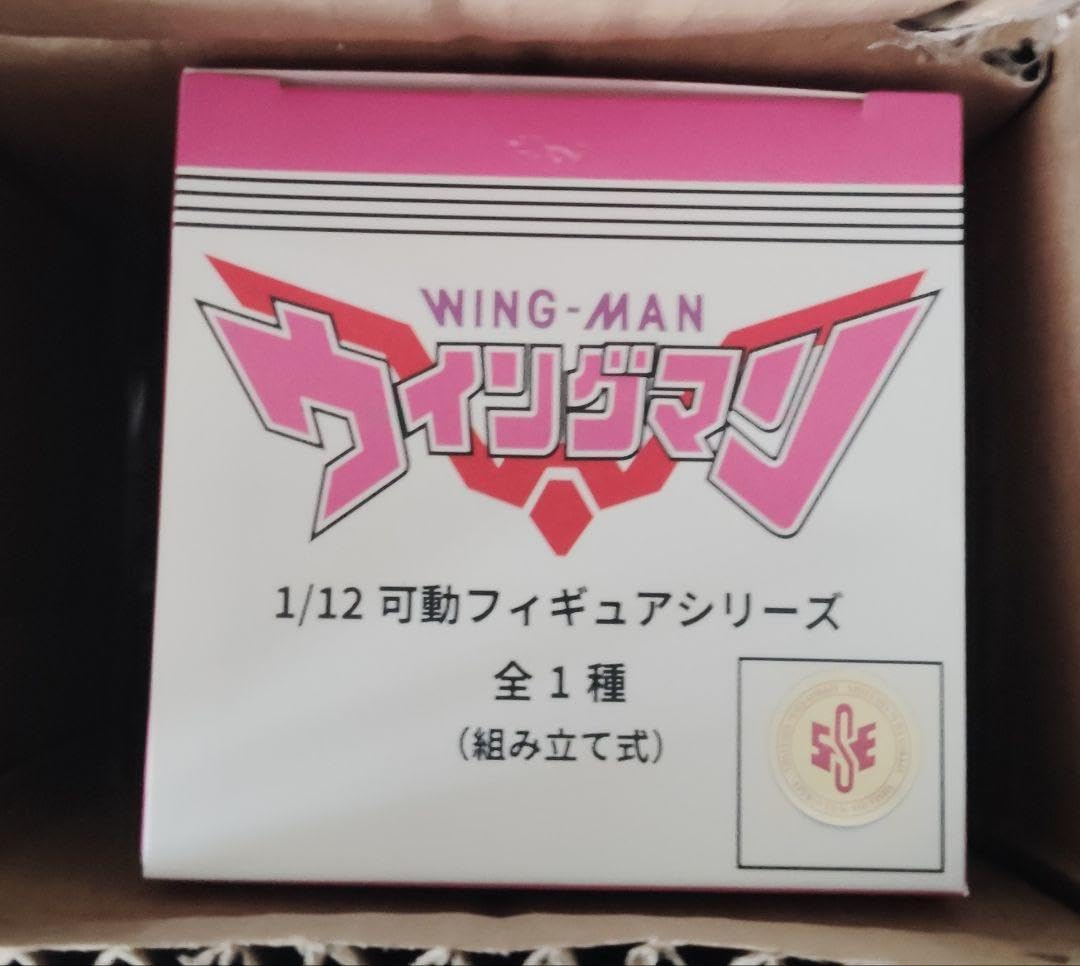 WING-MAN
ウイングマン
1/12 可動フィギュアシリーズ
全 1 種
(組み立て式)
SSE